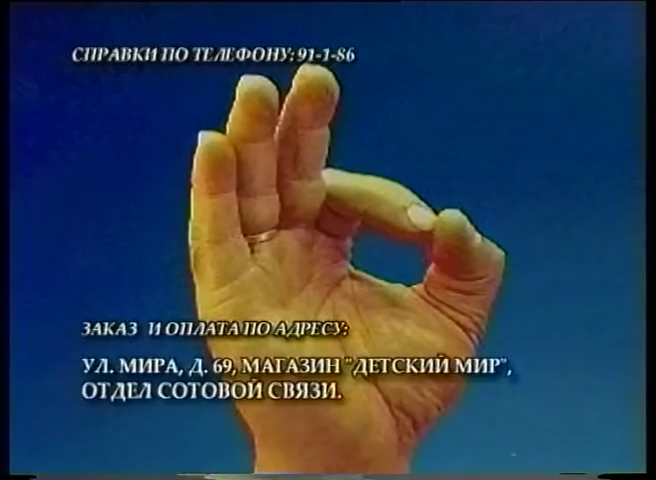 СПРАВКИ ПО ТЕЛЕФОНУ: 91-1-86
ЗАКАЗ И ОПЛАТА ПО АДРЕСУ:
УЛ. МИРА, Д. 69, МАГАЗИН "ДЕТСКИЙ МИР",
ОТДЕЛ СОТОВОЙ СВЯЗИ.